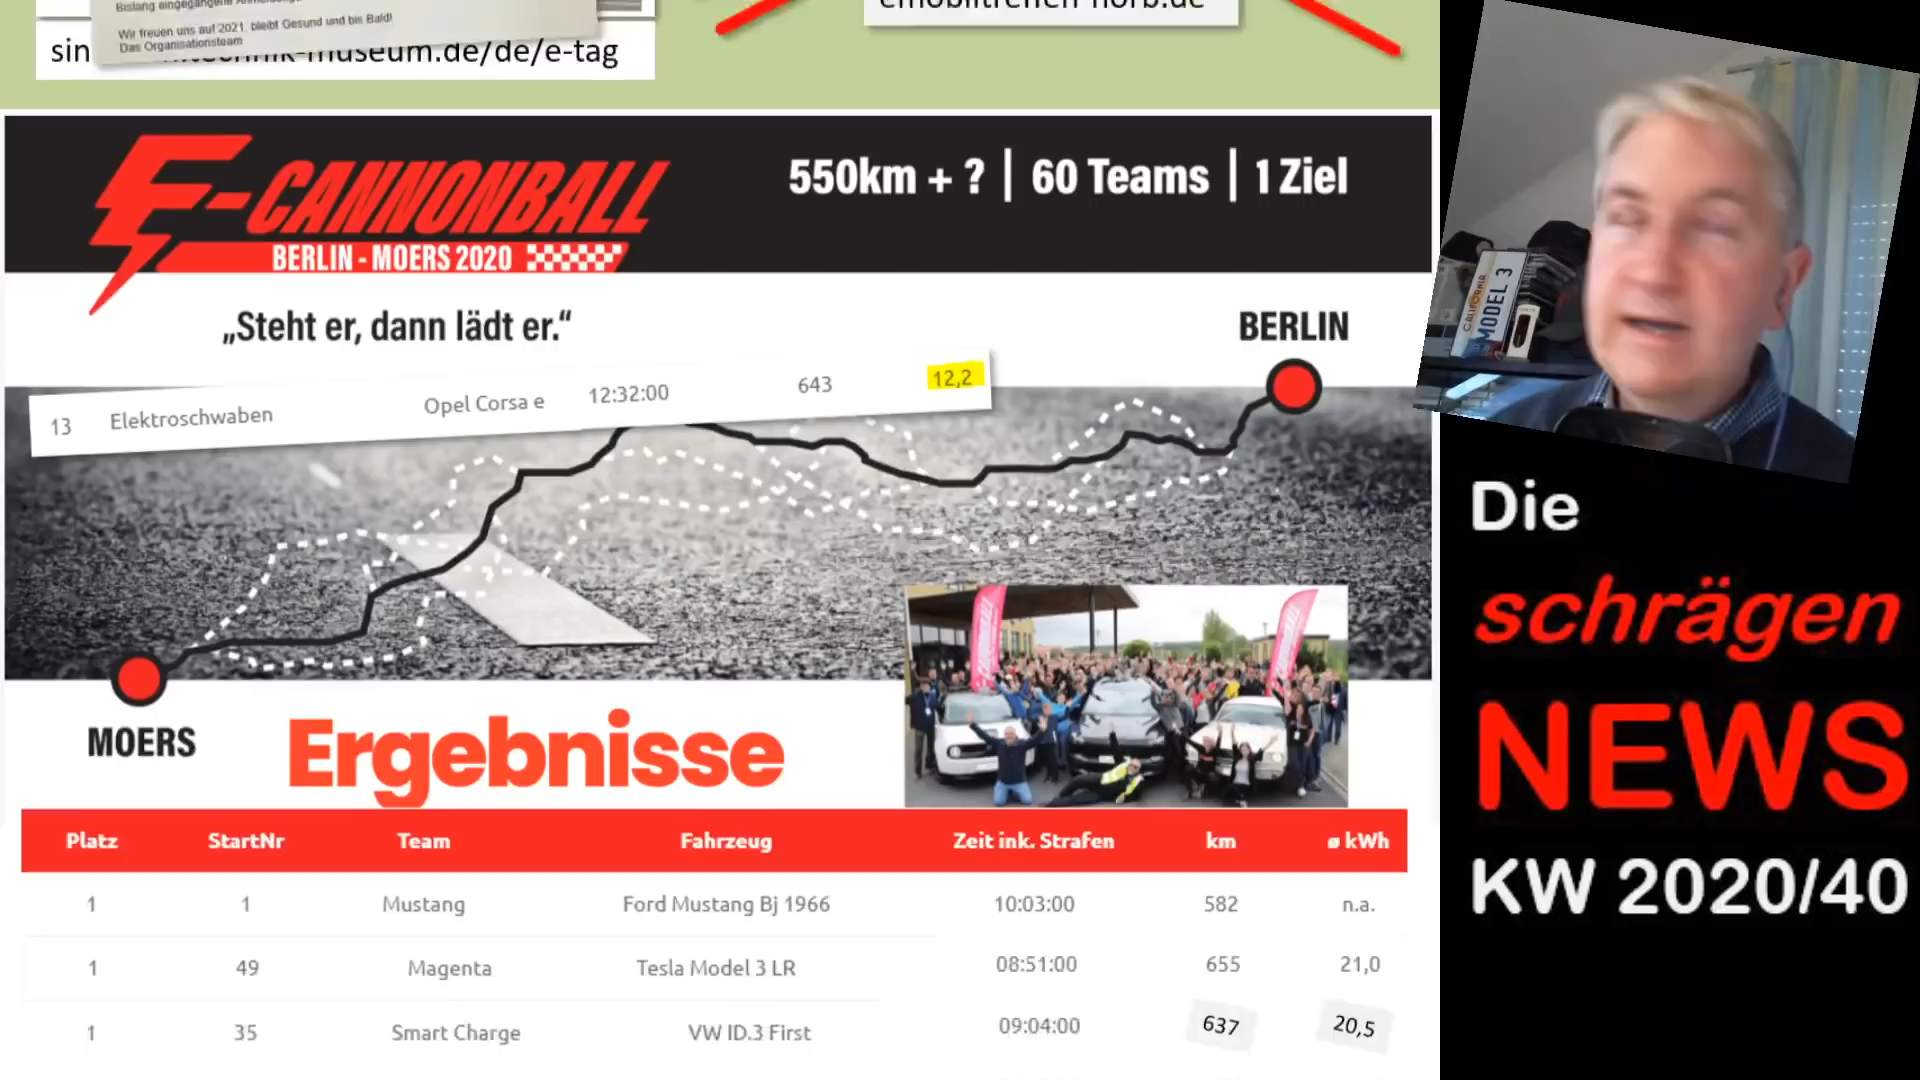 Bislang eingegangene
Wir freuen uns auf 2021, bleibt Gesund und bis Bald!
Das Organisationsteam
museum.de/de/e-tag
emobiltreffen-horb.de
E-CANNONBALL
BERLIN - MOERS 2020
550km + ? | 60 Teams | 1 Ziel
„Steht er, dann lädt er.“
BERLIN
13 Elektroschwaben Opel Corsa e 12:32:00 643 12,2
MOERS
Ergebnisse
Platz StartNr Team Fahrzeug Zeit ink. Strafen km ø kWh
1 1 Mustang Ford Mustang Bj 1966 10:03:00 582 n.a.
1 49 Magenta Tesla Model 3 LR 08:51:00 655 21,0
1 35 Smart Charge VW ID.3 First 09:04:00 637 20,5
CALIFORNIA
MODEL 3
Die
schrägen
NEWS
KW 2020/40